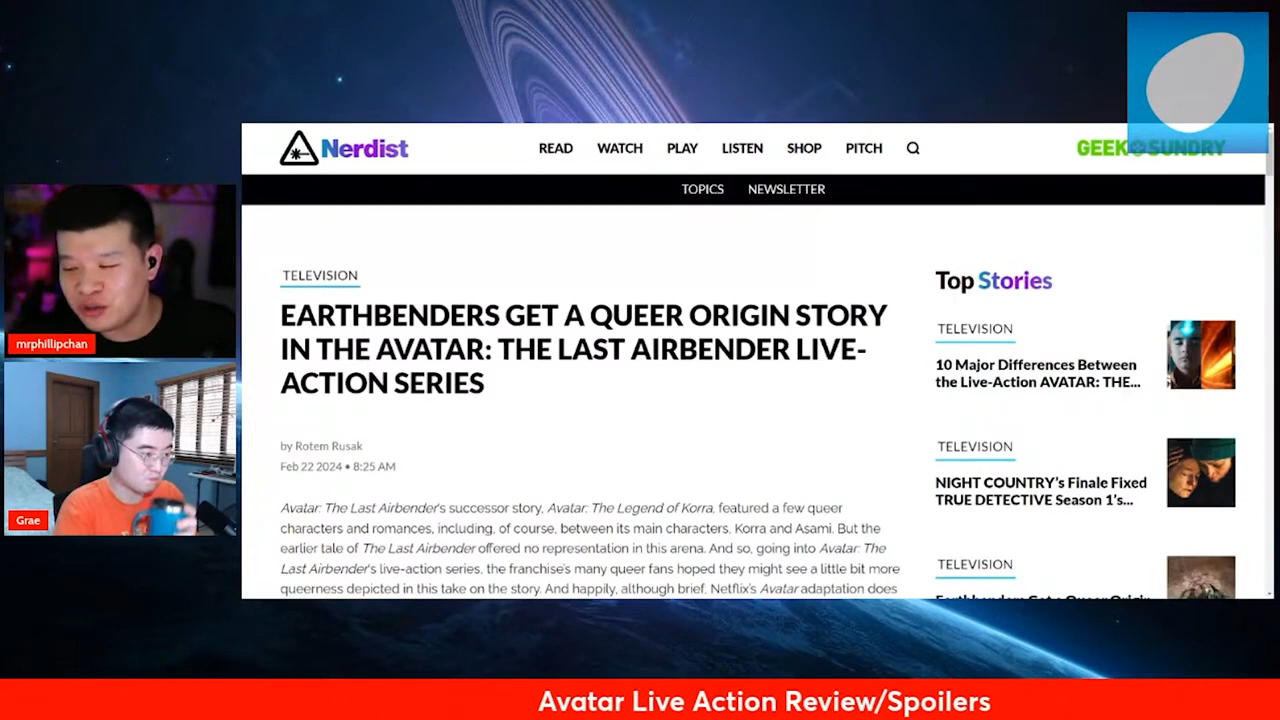 Nerdist
READ WATCH PLAY LISTEN SHOP PITCH
GEEK & SUNDRY
TOPICS NEWSLETTER
TELEVISION
EARTHBENDERS GET A QUEER ORIGIN STORY
IN THE AVATAR: THE LAST AIRBENDER LIVE-
ACTION SERIES
by Rotem Rusak
Feb 22 2024 • 8:25 AM
Avatar: The Last Airbender's successor story, Avatar: The Legend of Korra, featured a few queer
characters and romances, including, of course, between its main characters, Korra and Asami. But the
earlier tale of The Last Airbender offered no representation in this arena. And so, going into Avatar: The
Last Airbender's live-action series, the franchise's many queer fans hoped they might see a little bit more
queerness depicted in this take on the story. And happily, although brief, Netflix's Avatar adaptation does
Top Stories
TELEVISION
10 Major Differences Between
the Live-Action AVATAR: THE...
TELEVISION
NIGHT COUNTRY's Finale Fixed
TRUE DETECTIVE Season 1's...
TELEVISION
Earthbenders Get a Queer Origin
mrphillipchan
Grae
Avatar Live Action Review/Spoilers